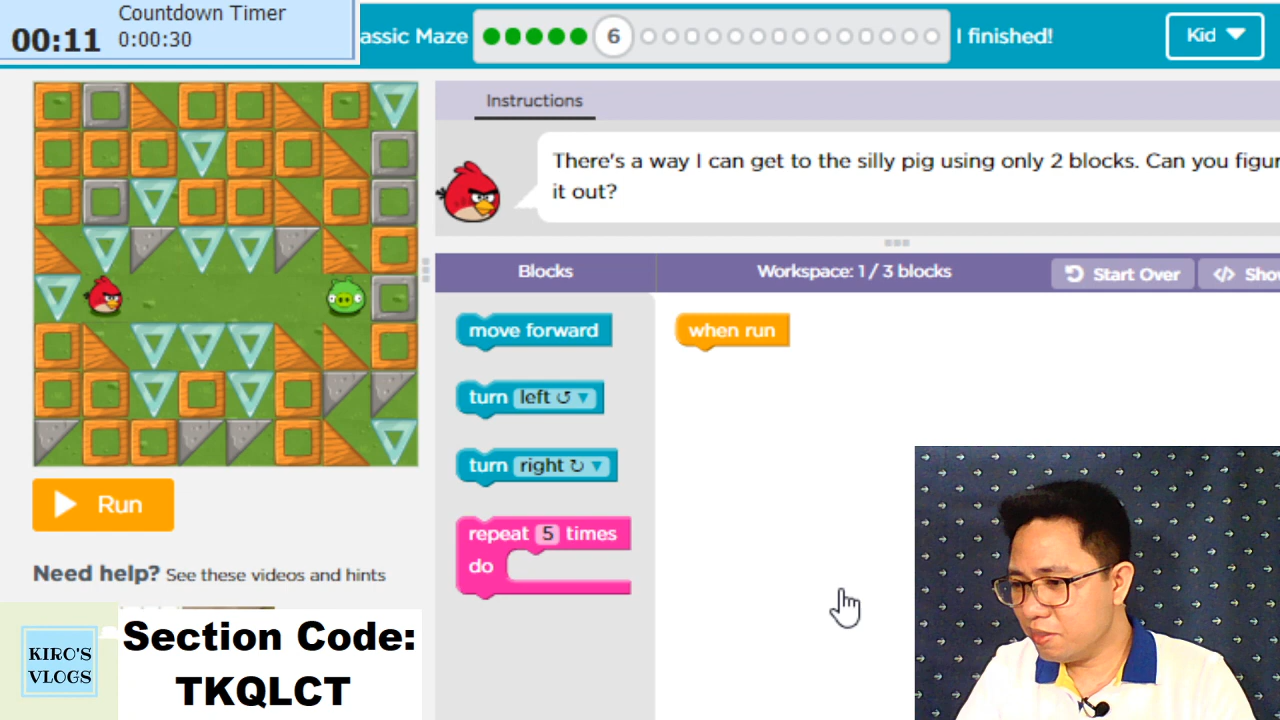 Countdown Timer
00:11 0:00:30
assic Maze
6
I finished!
Kid
Instructions
There's a way I can get to the silly pig using only 2 blocks. Can you figur
it out?
Blocks
Workspace: 1 / 3 blocks
Start Over
</> Show
move forward
when run
turn left ↺ ▼
turn right ↻ ▼
repeat 5 times
do
Run
Need help? See these videos and hints
KIRO'S
VLOGS
Section Code:
TKQLCT